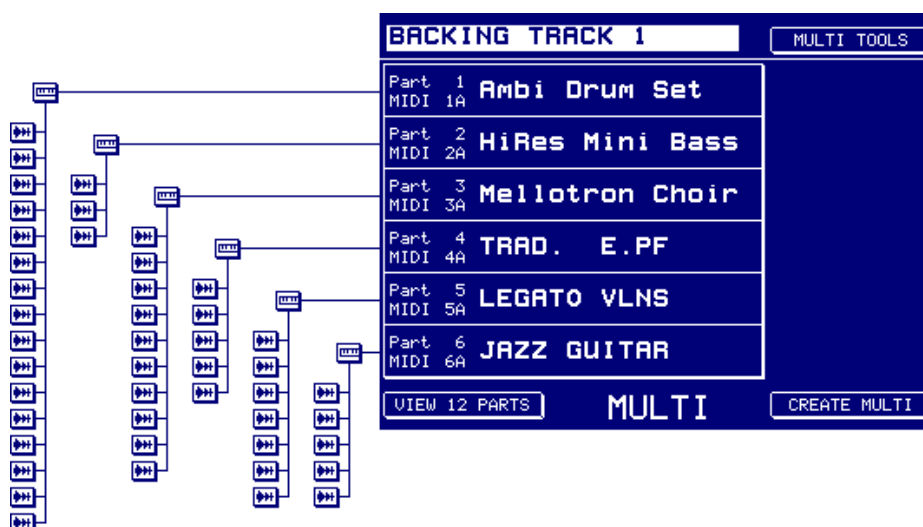 BACKING TRACK 1
MULTI TOOLS
Part 1
MIDI 1A
Ambi Drum Set
Part 2
MIDI 2A
HiRes Mini Bass
Part 3
MIDI 3A
Mellotron Choir
Part 4
MIDI 4A
TRAD. E.PF
Part 5
MIDI 5A
LEGATO VLNS
Part 6
MIDI 6A
JAZZ GUITAR
VIEW 12 PARTS
MULTI
CREATE MULTI